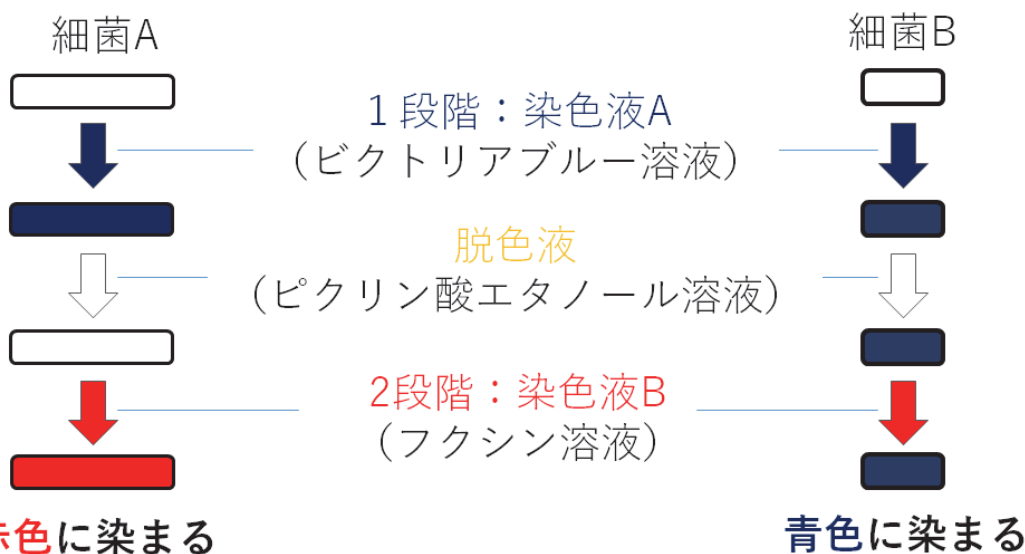 細菌A
細菌B
1段階：染色液A
（ビクトリアブルー溶液）
脱色液
（ピクリン酸エタノール溶液）
2段階：染色液B
（フクシン溶液）
赤色に染まる
青色に染まる